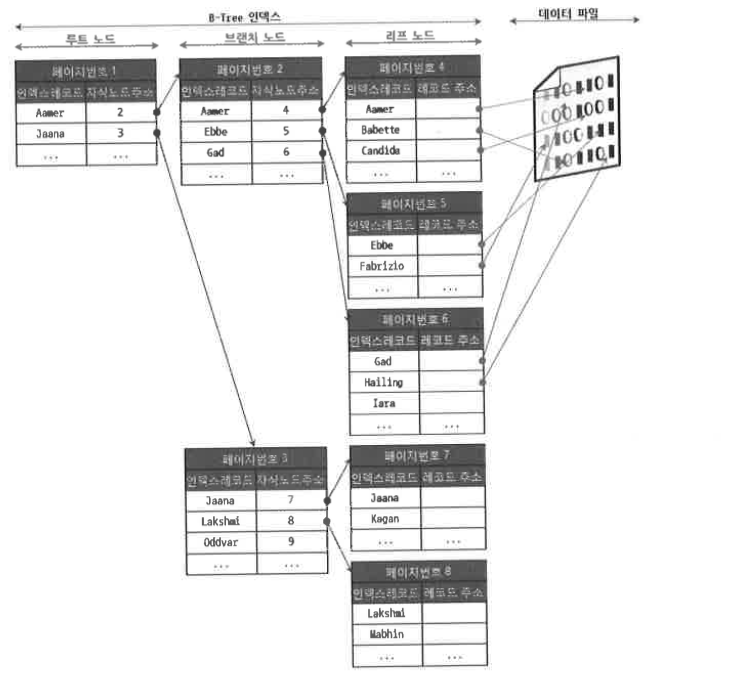 B-Tree 인덱스
데이터 파일
루트 노드
브랜치 노드
리프 노드
페이지번호 1
인덱스레코드 자식노드주소
Aamer 2
Jaana 3
... ...
페이지번호 2
인덱스레코드 자식노드주소
Aamer 4
Ebbe 5
Gad 6
... ...
페이지번호 4
인덱스레코드 레코드 주소
Aamer
Babette
Candida
... ...
페이지번호 5
인덱스레코드 레코드 주소
Ebbe
Fabrizio
... ...
페이지번호 6
인덱스레코드 레코드 주소
Gad
Hailing
Iara
... ...
페이지번호 3
인덱스레코드 자식노드주소
Jaana 7
Lakshmi 8
Oddvar 9
... ...
페이지번호 7
인덱스레코드 레코드 주소
Jaana
Kagan
... ...
페이지번호 8
인덱스레코드 레코드 주소
Lakshmi
Mabhin
... ...